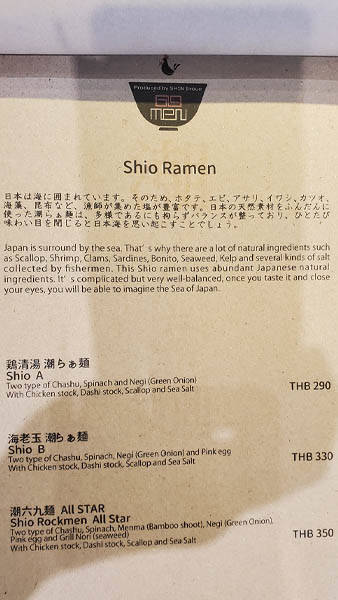 Produced by SHIN Group
69
men
Shio Ramen
日本は海に囲まれています。そのため、ホタテ、エビ、アサリ、イワシ、カツオ、
海藻、昆布など、漁師が集めた塩が豊富です。日本の天然素材をふんだんに
使った潮らぁ麺は、多様であるにも拘らずバランスが整っており、ひとたび
味わい目を閉じると日本海を思い起こすことでしょう。
Japan is surround by the sea. That's why there are a lot of natural ingredients such
as Scallop, Shrimp, Clams, Sardines, Bonito, Seaweed, Kelp and several kinds of salt
collected by fishermen. This Shio ramen uses abundant Japanese natural
ingredients. It's complicated but very well-balanced, once you taste it and close
your eyes, you will be able to imagine the Sea of Japan.
鶏清湯 潮らぁ麺
Shio A
Two type of Chashu, Spinach and Negi (Green Onion)
With Chicken stock, Dashi stock, Scallop and Sea Salt
THB 290
海老玉 潮らぁ麺
Shio B
Two type of Chashu, Spinach, Negi (Green Onion) and Pink egg
With Chicken stock, Dashi stock, Scallop and Sea Salt
THB 330
潮六九麺 All STAR
Shio Rockmen All Star
Two type of Chashu, Spinach, Menma (Bamboo shoot), Negi (Green Onion),
Pink egg and Grill Nori (seaweed)
With Chicken stock, Dashi stock, Scallop and Sea Salt
THB 350